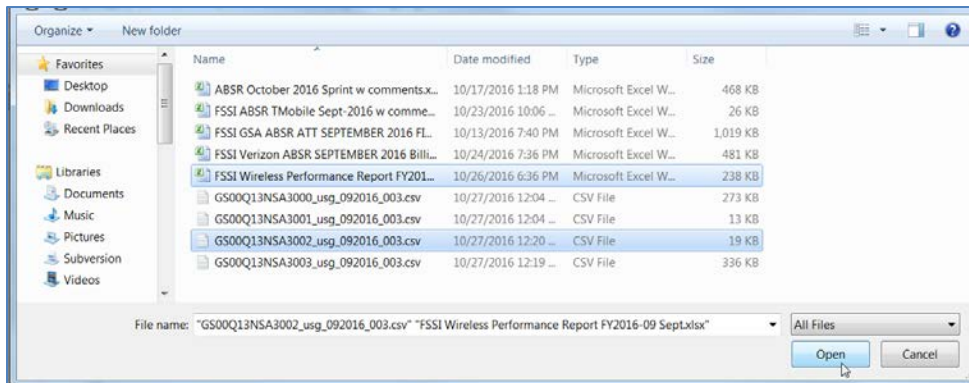 Organize New folder
Favorites
Desktop
Downloads
Recent Places
Libraries
Documents
Music
Pictures
Subversion
Videos
Name Date modified Type Size
ABSR October 2016 Sprint w comments.x... 10/17/2016 1:18 PM Microsoft Excel W... 468 KB
FSSI ABSR TMobile Sept-2016 w comme... 10/23/2016 10:06 ... Microsoft Excel W... 26 KB
FSSI GSA ABSR ATT SEPTEMBER 2016 FI... 10/13/2016 7:40 PM Microsoft Excel W... 1,019 KB
FSSI Verizon ABSR SEPTEMBER 2016 Billi... 10/24/2016 7:36 PM Microsoft Excel W... 481 KB
FSSI Wireless Performance Report FY201... 10/26/2016 6:36 PM Microsoft Excel W... 238 KB
GS00Q13NSA3000_usg_092016_003.csv 10/27/2016 12:04 ... CSV File 273 KB
GS00Q13NSA3001_usg_092016_003.csv 10/27/2016 12:04 ... CSV File 13 KB
GS00Q13NSA3002_usg_092016_003.csv 10/27/2016 12:20 ... CSV File 19 KB
GS00Q13NSA3003_usg_092016_003.csv 10/27/2016 12:19 ... CSV File 336 KB
File name: "GS00Q13NSA3002_usg_092016_003.csv" "FSSI Wireless Performance Report FY2016-09 Sept.xlsx" All Files
Open Cancel